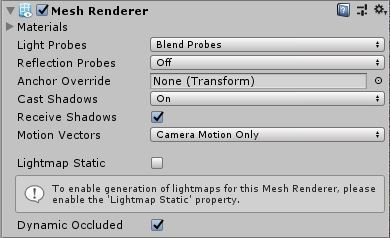 Mesh Renderer
Materials
Light Probes Blend Probes
Reflection Probes Off
Anchor Override None (Transform)
Cast Shadows On
Receive Shadows
Motion Vectors Camera Motion Only
Lightmap Static
To enable generation of lightmaps for this Mesh Renderer, please
enable the 'Lightmap Static' property.
Dynamic Occluded